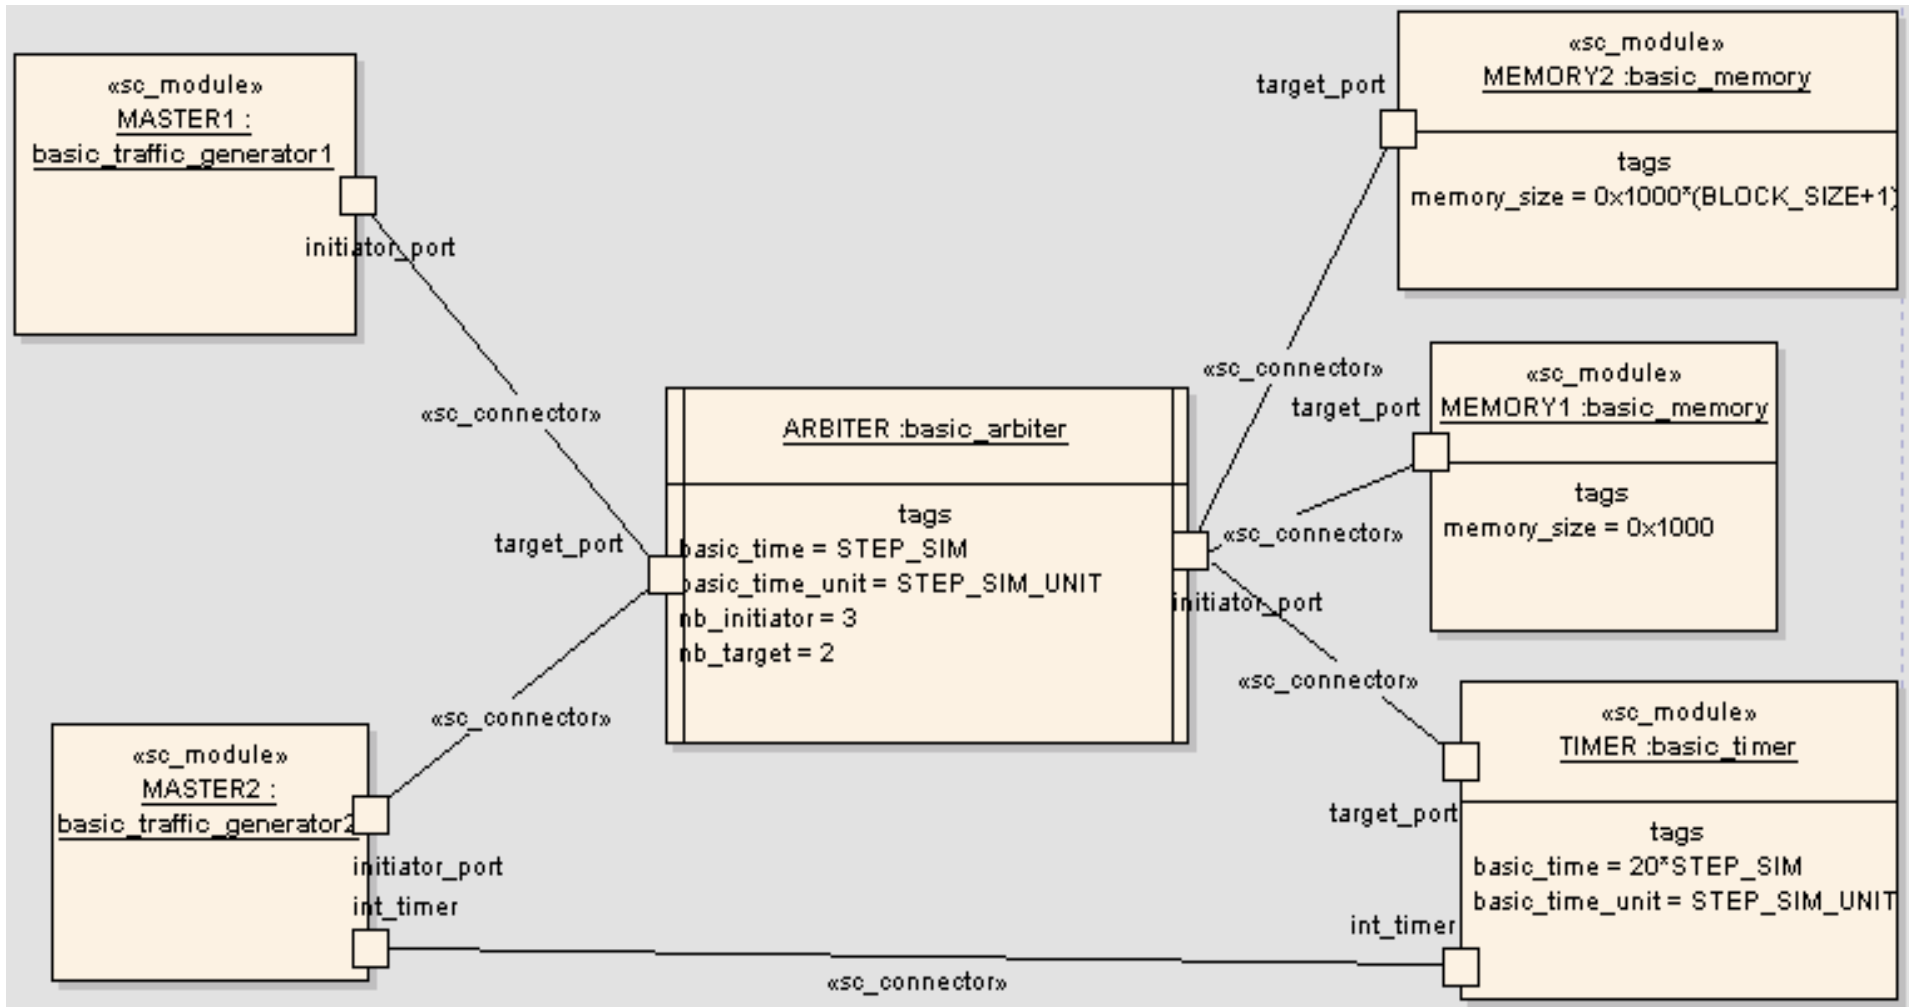 «sc_module»
MASTER1 :
basic_traffic_generator1
initiator_port
«sc_connector»
«sc_module»
MEMORY2 :basic_memory
target_port
tags
memory_size = 0x1000*(BLOCK_SIZE+1)
«sc_connector»
«sc_module»
MEMORY1 :basic_memory
target_port
tags
memory_size = 0x1000
«sc_connector»
ARBITER :basic_arbiter
tags
target_port
basic_time = STEP_SIM
basic_time_unit = STEP_SIM_UNIT
nb_initiator = 3
nb_target = 2
initiator_port
«sc_connector»
«sc_connector»
«sc_module»
MASTER2 :
basic_traffic_generator2
initiator_port
int_timer
«sc_module»
TIMER :basic_timer
target_port
tags
basic_time = 20*STEP_SIM
basic_time_unit = STEP_SIM_UNIT
int_timer
«sc_connector»